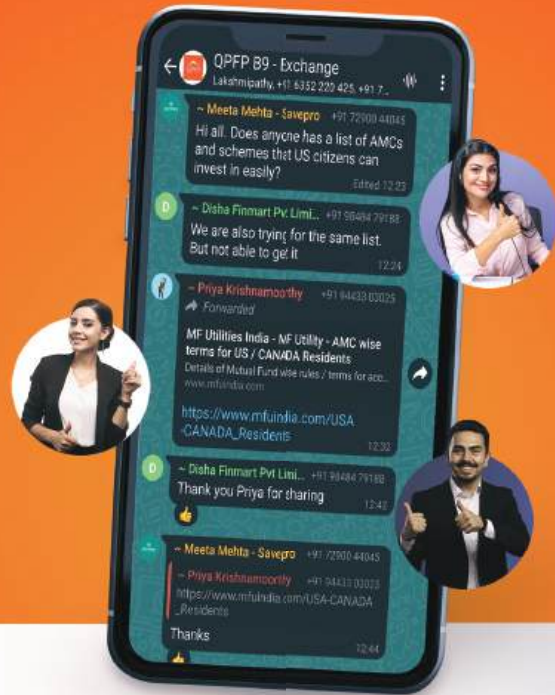 QPFP B9 - Exchange
Lakshmipathy, +91 6352 220 425, +91 7...
~ Meeta Mehta - Savepro +91 72900 44045
Hi all. Does anyone has a list of AMCs
and schemes that US citizens can
invest in easily?
Edited 12:23
D
~ Disha Finmart Pvt Limi... +91 98484 79188
We are also trying for the same list.
But not able to get it
12:24
~ Priya Krishnamoorthy +91 94433 03025
Forwarded
MF Utilities India - MF Utility - AMC wise
terms for US / CANADA Residents
Details of Mutual Fund wise rules / terms for acc...
www.mfuindia.com
https://www.mfuindia.com/USA
-CANADA_Residents
12:32
D
~ Disha Finmart Pvt Limi... +91 98484 79188
Thank you Priya for sharing
12:43
~ Meeta Mehta - Savepro +91 72900 44045
~ Priya Krishnamoorthy +91 94433 03025
https://www.mfuindia.com/USA-CANADA
_Residents
Thanks
12:44